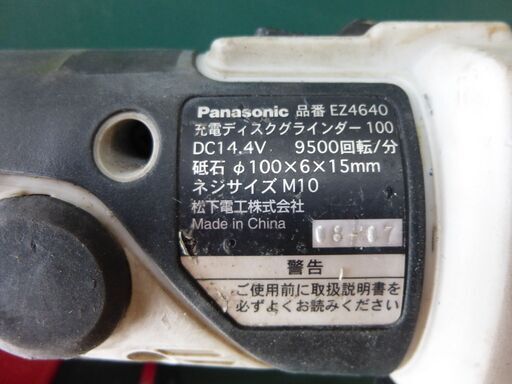 Panasonic 品番 EZ4640
充電ディスクグラインダー 100
DC14.4V 9500回転/分
砥石 φ100×6×15mm
ネジサイズ M10
松下電工株式会社
Made in China 08-07
警告
ご使用前に取扱説明書を
必ずよくお読みください